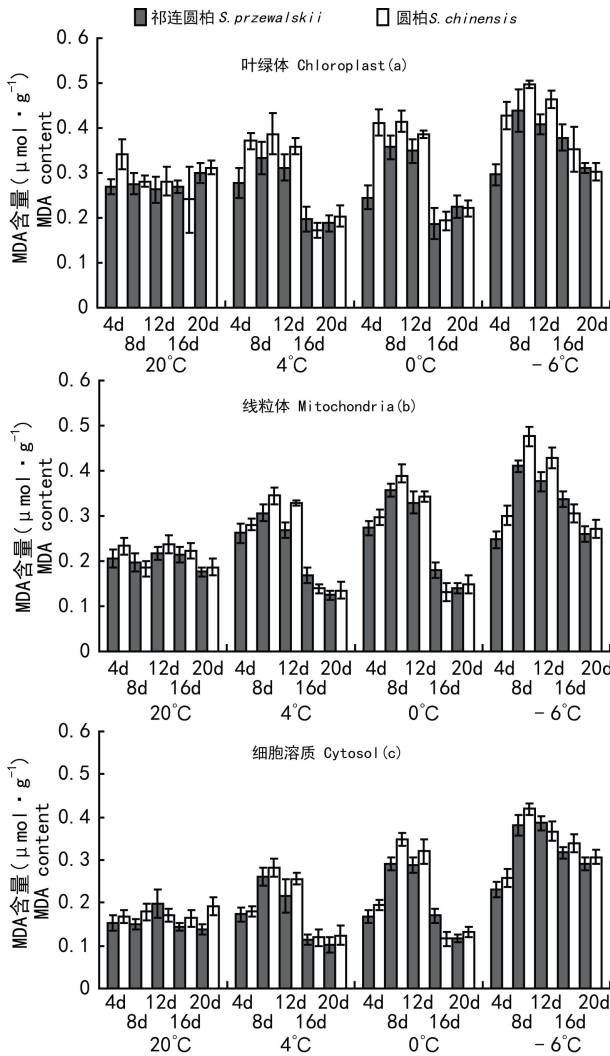 祁连圆柏 S.przewalskii 圆柏S.chinensis
叶绿体 Chloroplast(a)
MDA含量(μmol·g⁻¹)
MDA content
0.6
0.5
0.4
0.3
0.2
0.1
0
4d 12d 20d 4d 12d 20d 4d 12d 20d 4d 12d 20d
8d 16d 8d 16d 8d 16d 8d 16d
20℃ 4℃ 0℃ －6℃
线粒体 Mitochondria(b)
MDA含量(μmol·g⁻¹)
MDA content
0.6
0.5
0.4
0.3
0.2
0.1
0
4d 12d 20d 4d 12d 20d 4d 12d 20d 4d 12d 20d
8d 16d 8d 16d 8d 16d 8d 16d
20℃ 4℃ 0℃ －6℃
细胞溶质 Cytosol(c)
MDA含量(μmol·g⁻¹)
MDA content
0.6
0.5
0.4
0.3
0.2
0.1
0
4d 12d 20d 4d 12d 20d 4d 12d 20d 4d 12d 20d
8d 16d 8d 16d 8d 16d 8d 16d
20℃ 4℃ 0℃ －6℃